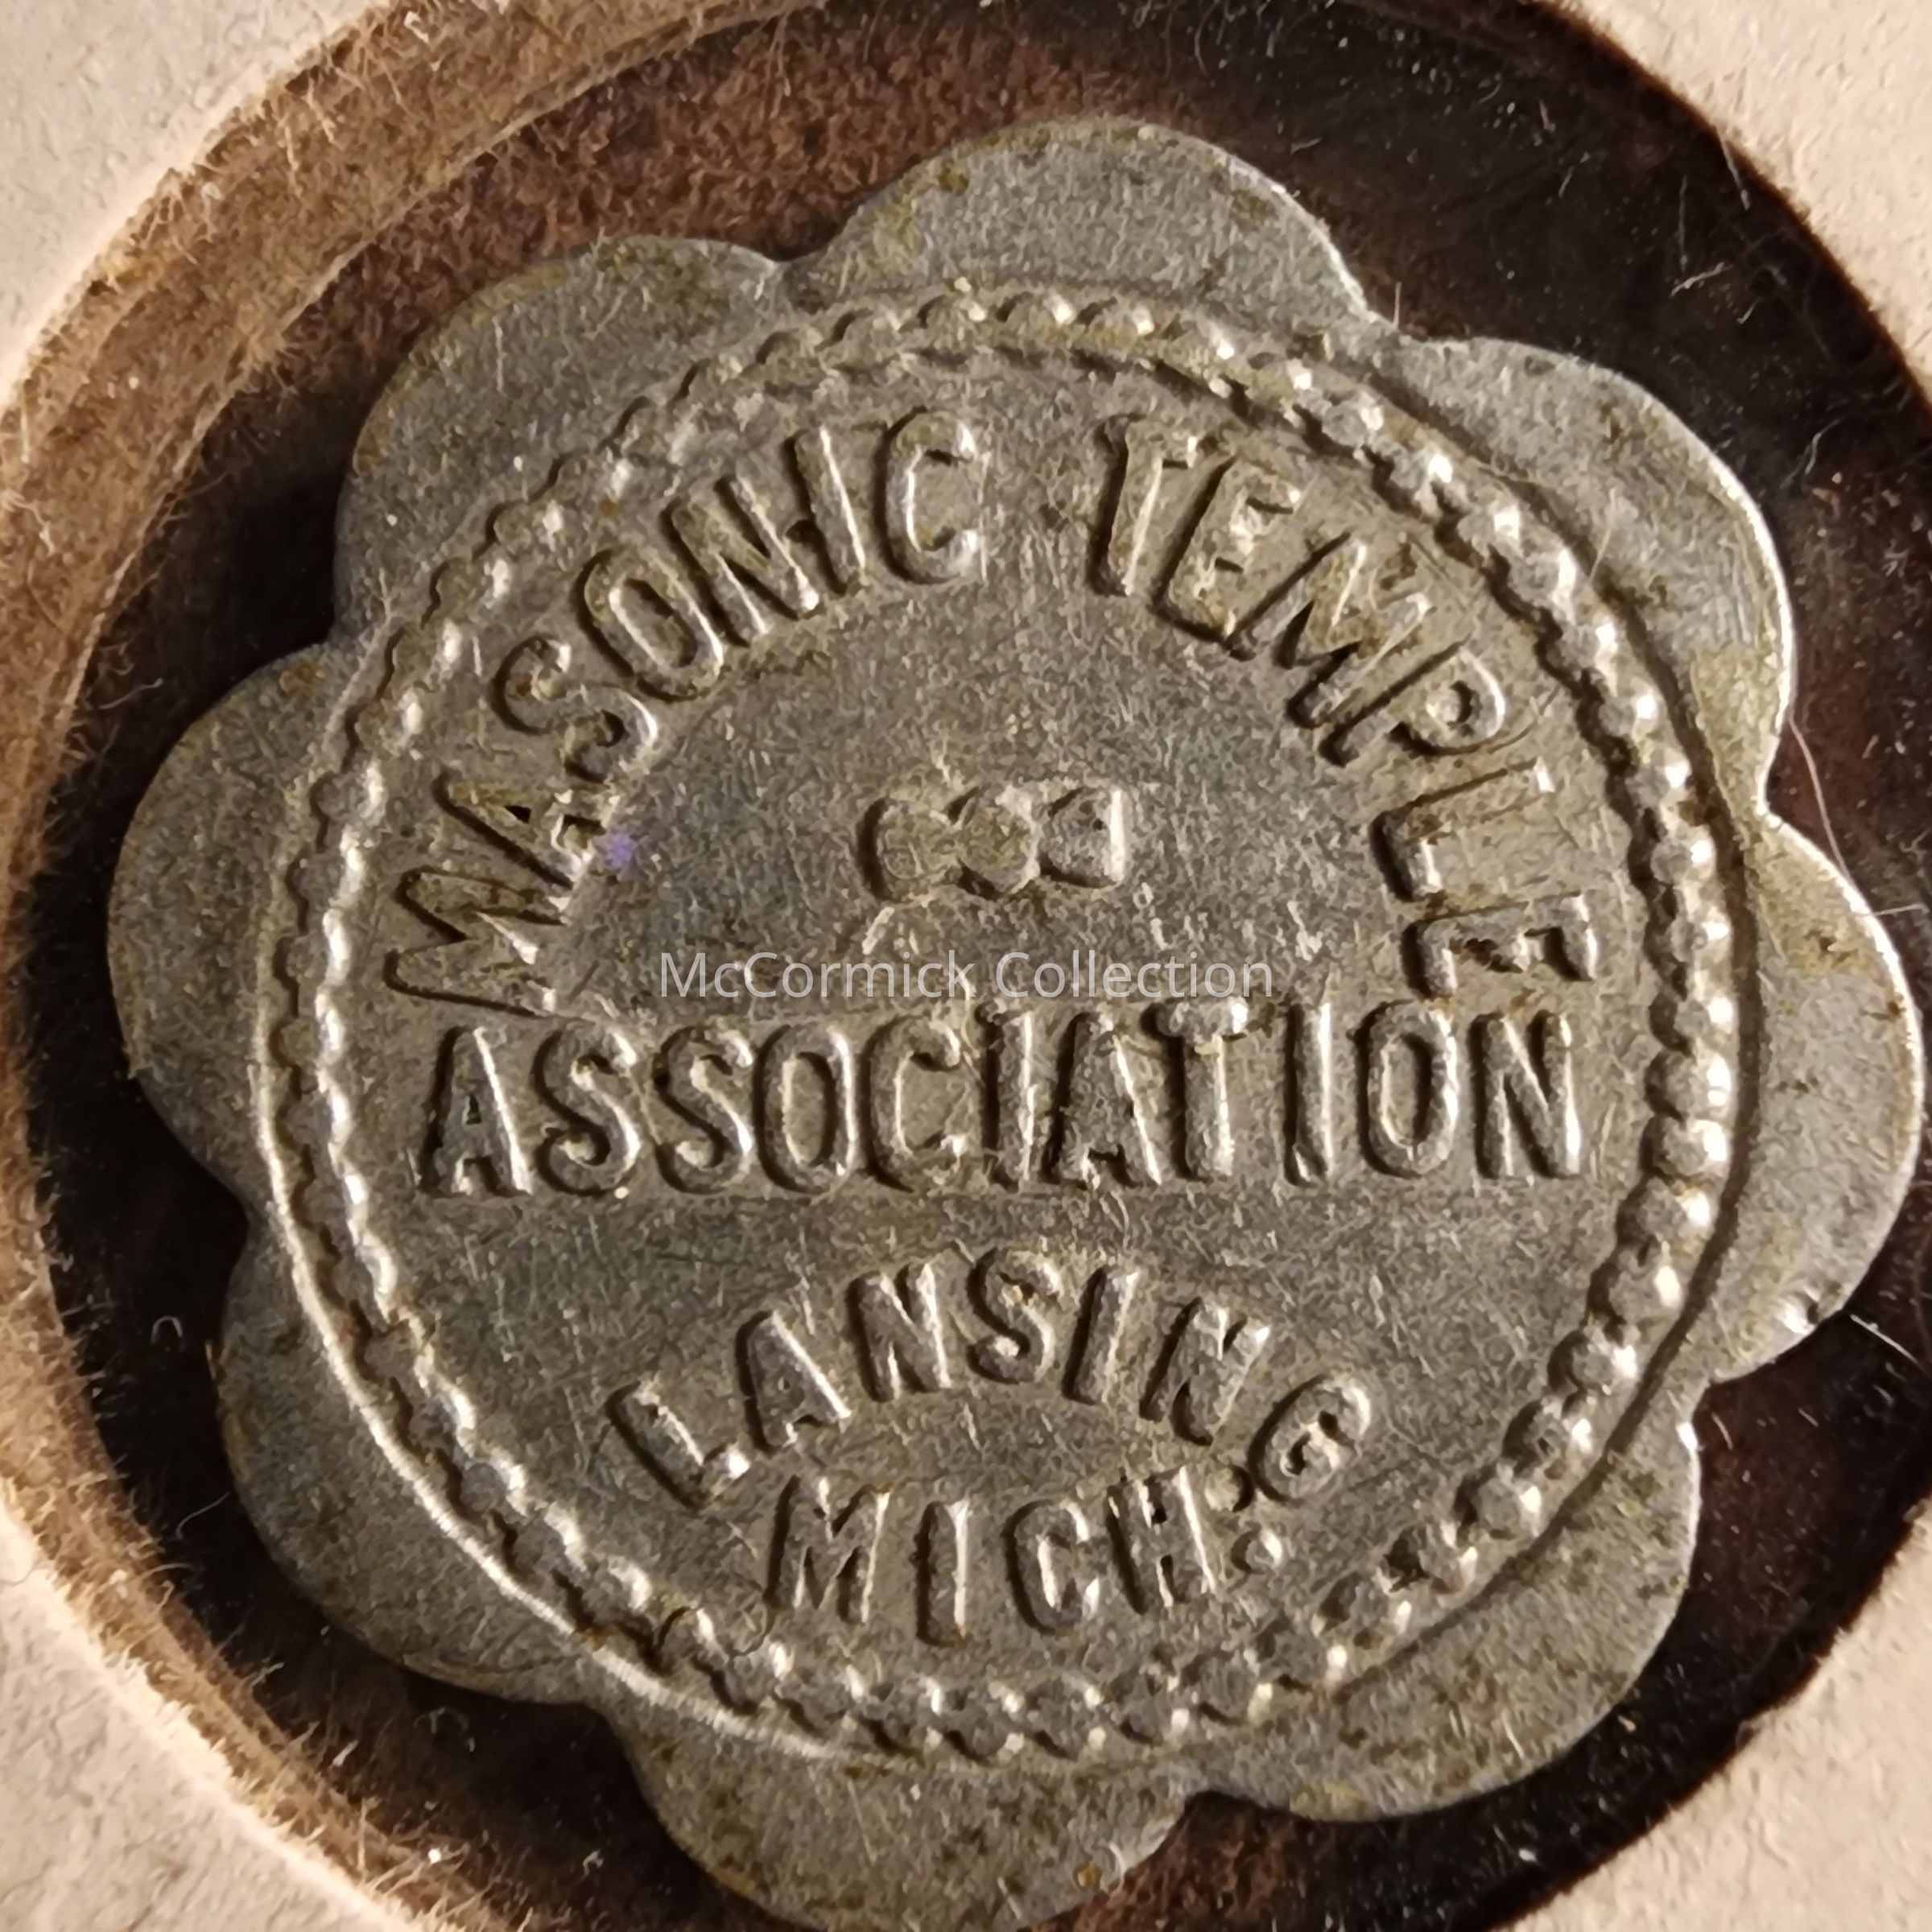 MASONIC TEMPLE
ASSOCIATION
LANSING
MICH.
McCormick Collection